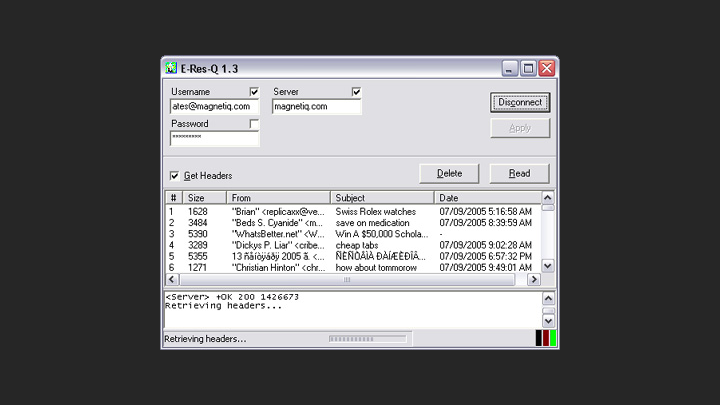 E-Res-Q 1.3
Username
Server
ates@magnetiq.com
magnetiq.com
Disconnect
Password
*********
Apply
Get Headers
Delete
Read
# Size From Subject Date
1 1628 "Brian" <replicaxx@ve... Swiss Rolex watches 07/09/2005 5:16:58 AM
2 3484 "Beds S. Cyanide" <m... save on medication 07/09/2005 8:39:59 AM
3 5390 "WhatsBetter.net" <W... Win A $50,000 Schola... -
4 3289 "Dickys P. Liar" <cribe... cheap tabs 07/09/2005 9:02:28 AM
5 5355 2005 ã. <... 07/09/2005 6:57:32 PM
6 1271 "Christian Hinton" <chr... how about tommorow 07/09/2005 9:49:01 AM
<Server> +OK 200 1426673
Retrieving headers...
Retrieving headers...